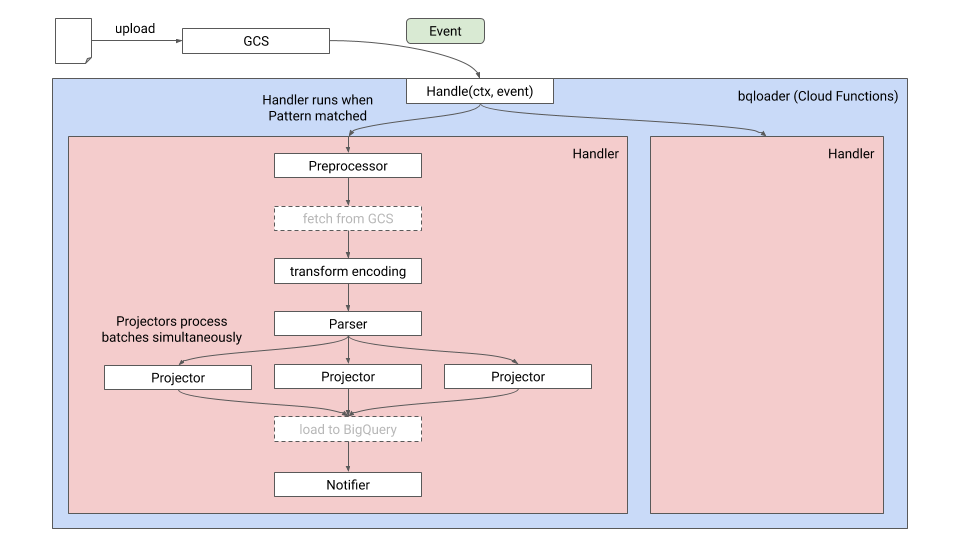 upload
GCS
Event
Handle(ctx, event)
bqloader (Cloud Functions)
Handler runs when
Pattern matched
Handler
Handler
Preprocessor
fetch from GCS
transform encoding
Parser
Projectors process
batches simultaneously
Projector
Projector
Projector
load to BigQuery
Notifier